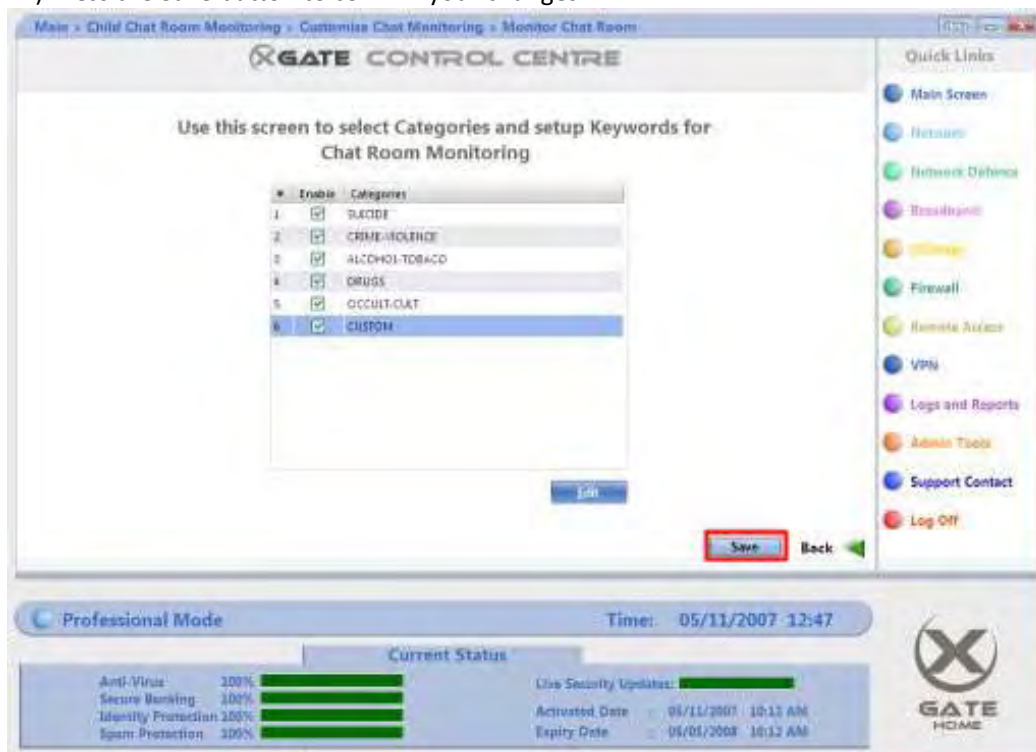 Main » Child Chat Room Monitoring » Customise Chat Monitoring » Monitor Chat Room
XGATE CONTROL CENTRE
Use this screen to select Categories and setup Keywords for
Chat Room Monitoring
# Enable Categories
1 SUICIDE
2 CRIME-VIOLENCE
3 ALCOHOL-TOBACO
4 DRUGS
5 OCCULT-CULT
6 CUSTOM
Edit
Save Back
Quick Links
Main Screen
Network Defence
Broadband
Firewall
Remote Access
VPN
Logs and Reports
Admin Tools
Support Contact
Log Off
Professional Mode Time: 05/11/2007 12:47
Current Status
Anti-Virus 100%
Secure Banking 100%
Identity Protection 100%
Spam Protection 100%
Live Security Updates:
Activated Date : 05/11/2007 10:12 AM
Expiry Date : 05/05/2008 10:12 AM
X
GATE
HOME